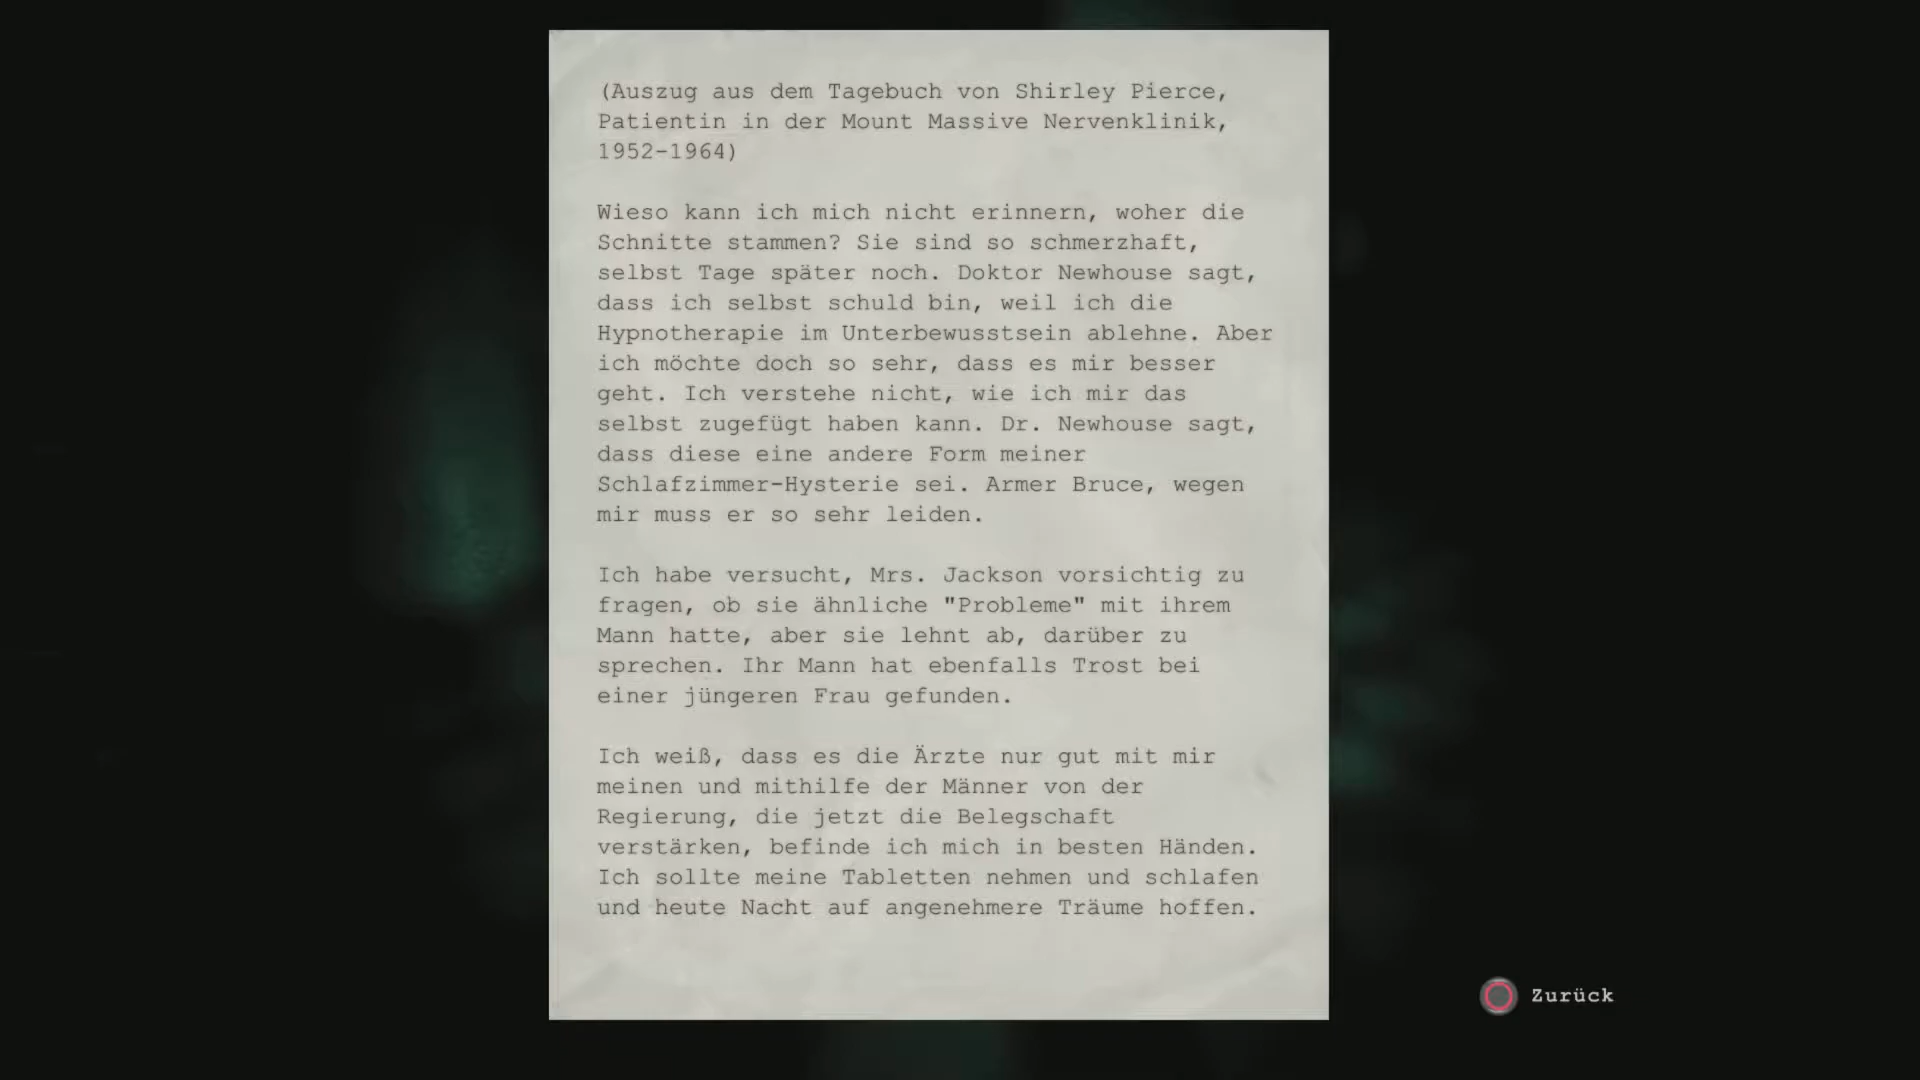 (Auszug aus dem Tagebuch von Shirley Pierce,
Patientin in der Mount Massive Nervenklinik,
1952-1964)
Wieso kann ich mich nicht erinnern, woher die
Schnitte stammen? Sie sind so schmerzhaft,
selbst Tage später noch. Doktor Newhouse sagt,
dass ich selbst schuld bin, weil ich die
Hypnotherapie im Unterbewusstsein ablehne. Aber
ich möchte doch so sehr, dass es mir besser
geht. Ich verstehe nicht, wie ich mir das
selbst zugefügt haben kann. Dr. Newhouse sagt,
dass diese eine andere Form meiner
Schlafzimmer-Hysterie sei. Armer Bruce, wegen
mir muss er so sehr leiden.
Ich habe versucht, Mrs. Jackson vorsichtig zu
fragen, ob sie ähnliche "Probleme" mit ihrem
Mann hatte, aber sie lehnt ab, darüber zu
sprechen. Ihr Mann hat ebenfalls Trost bei
einer jüngeren Frau gefunden.
Ich weiß, dass es die Ärzte nur gut mit mir
meinen und mithilfe der Männer von der
Regierung, die jetzt die Belegschaft
verstärken, befinde ich mich in besten Händen.
Ich sollte meine Tabletten nehmen und schlafen
und heute Nacht auf angenehmere Träume hoffen.
Zurück